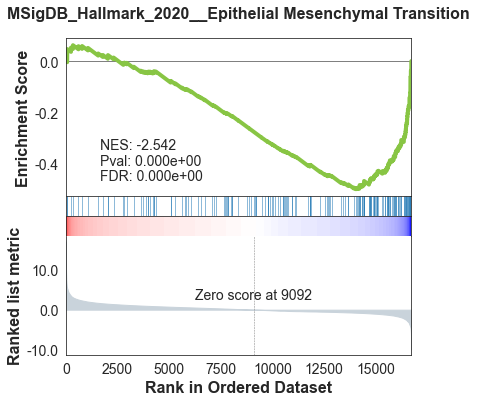 MSigDB_Hallmark_2020__Epithelial Mesenchymal Transition
Enrichment Score
0.0
-0.2
-0.4
NES: -2.542
Pval: 0.000e+00
FDR: 0.000e+00
Ranked list metric
10.0
0.0
-10.0
Zero score at 9092
0 2500 5000 7500 10000 12500 15000
Rank in Ordered Dataset